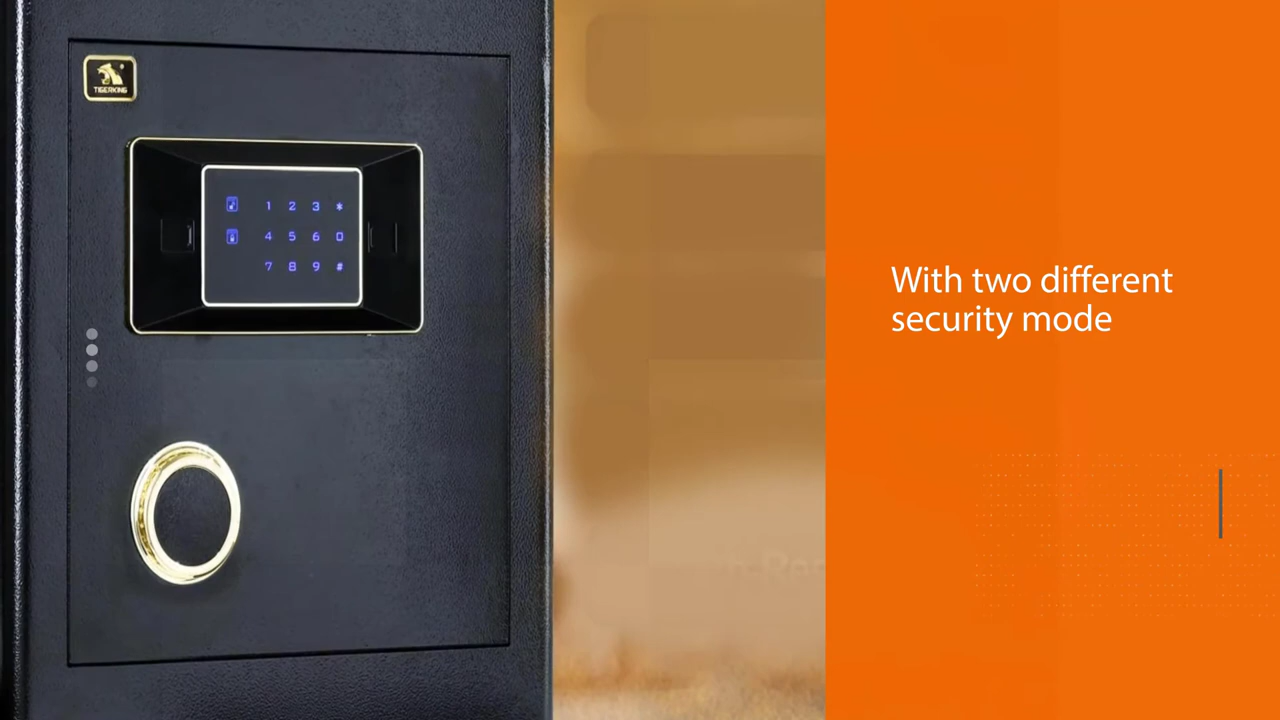 TIGERKING
1 2 3 *
4 5 6 0
7 8 9 #
With two different
security mode